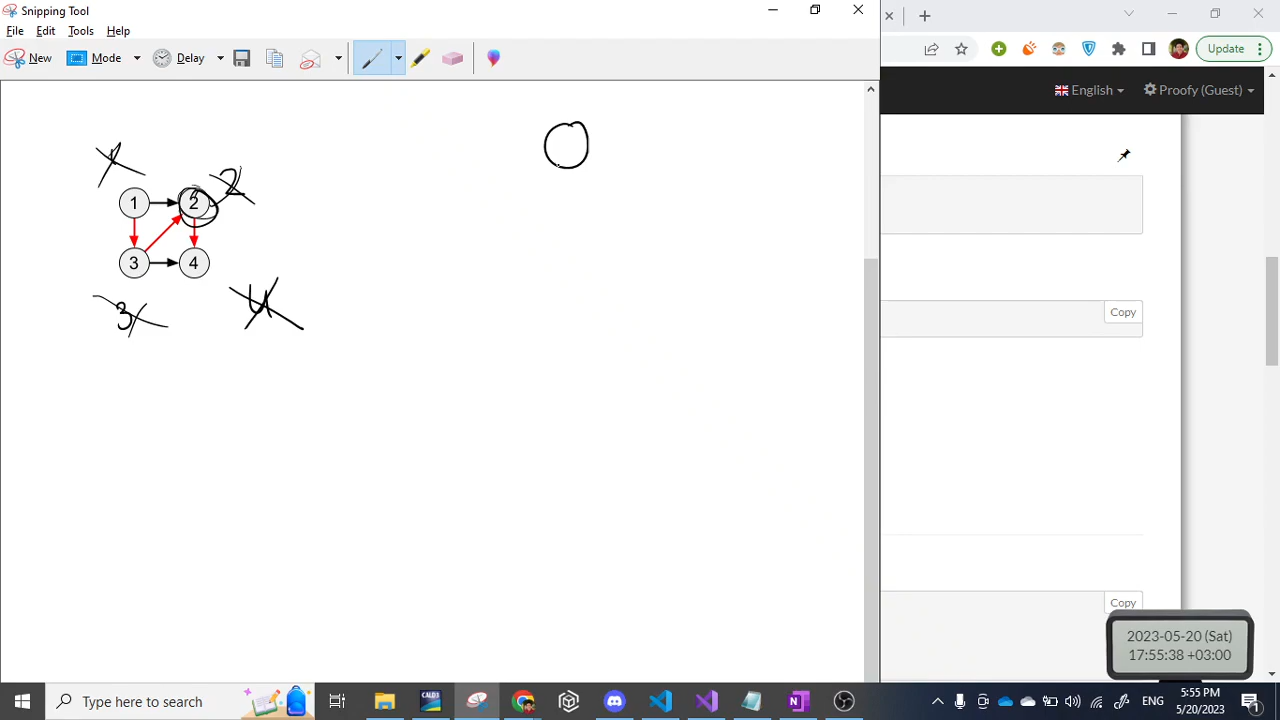 Snipping Tool
File Edit Tools Help
New Mode Delay
Update
English Proofy (Guest)
1 2
1 2
3 4
3 4
Copy
Copy
2023-05-20 (Sat)
17:55:38 +03:00
Type here to search
ENG
5:55 PM
5/20/2023
1